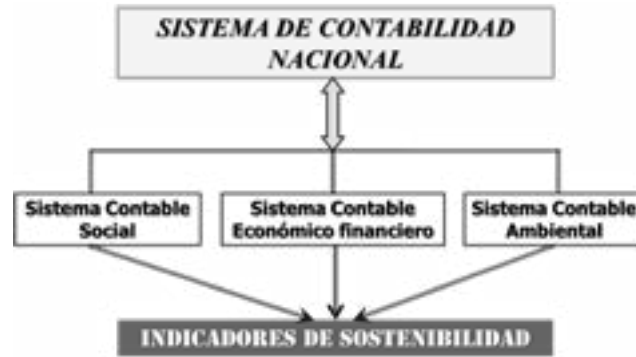 SISTEMA DE CONTABILIDAD
NACIONAL
Sistema Contable
Social
Sistema Contable
Económico financiero
Sistema Contable
Ambiental
INDICADORES DE SOSTENIBILIDAD